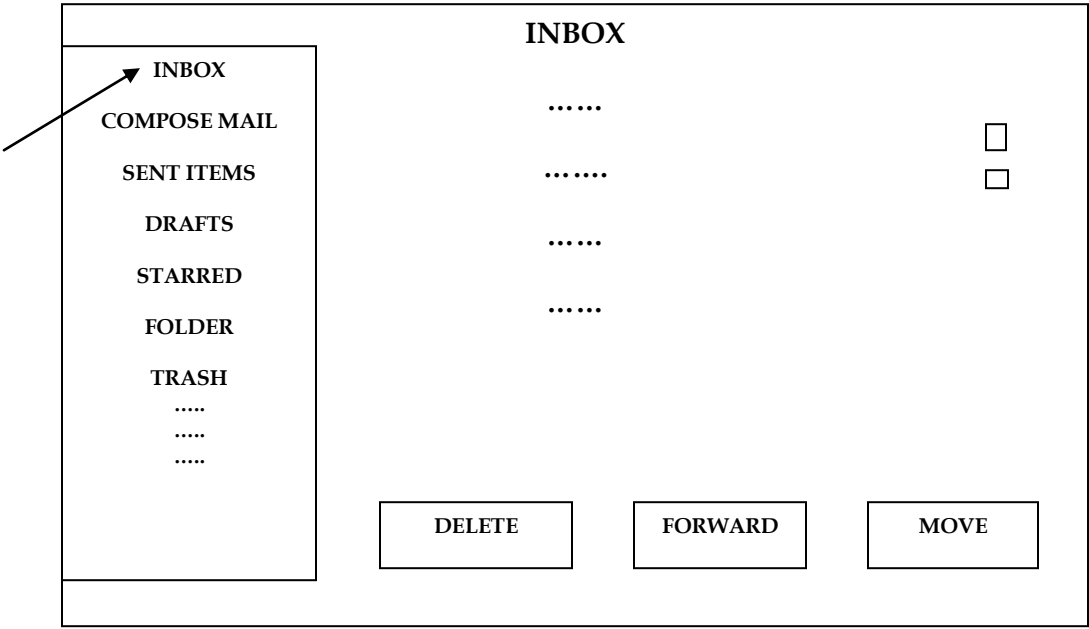 INBOX
INBOX
COMPOSE MAIL
SENT ITEMS
DRAFTS
STARRED
FOLDER
TRASH
.....
.....
.....
……
…….
……
……
DELETE
FORWARD
MOVE